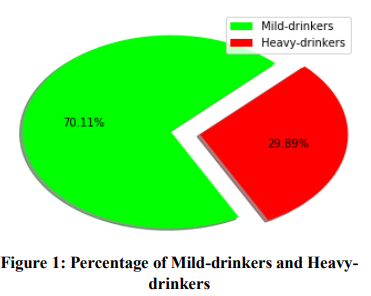 Mild-drinkers
Heavy-drinkers
70.11%
29.89%
Figure 1: Percentage of Mild-drinkers and Heavy-
drinkers